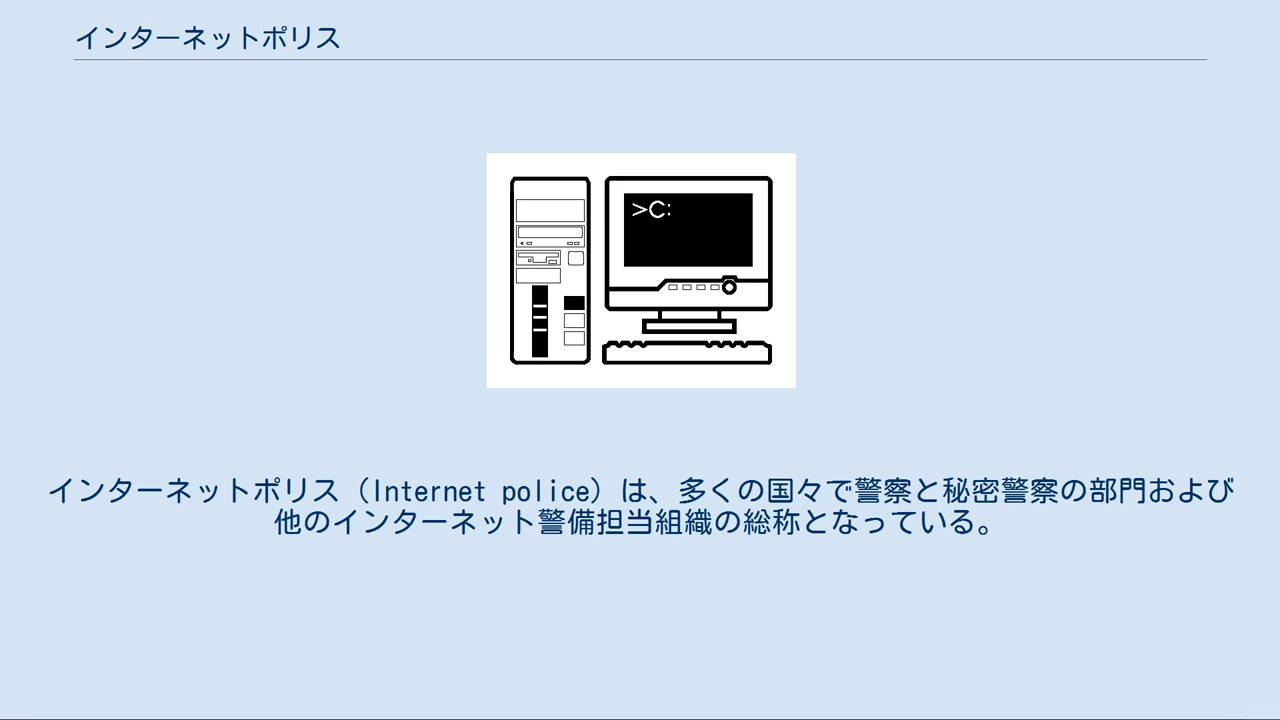 インターネットポリス
>C:
インターネットポリス（Internet police）は、多くの国々で警察と秘密警察の部門および
他のインターネット警備担当組織の総称となっている。